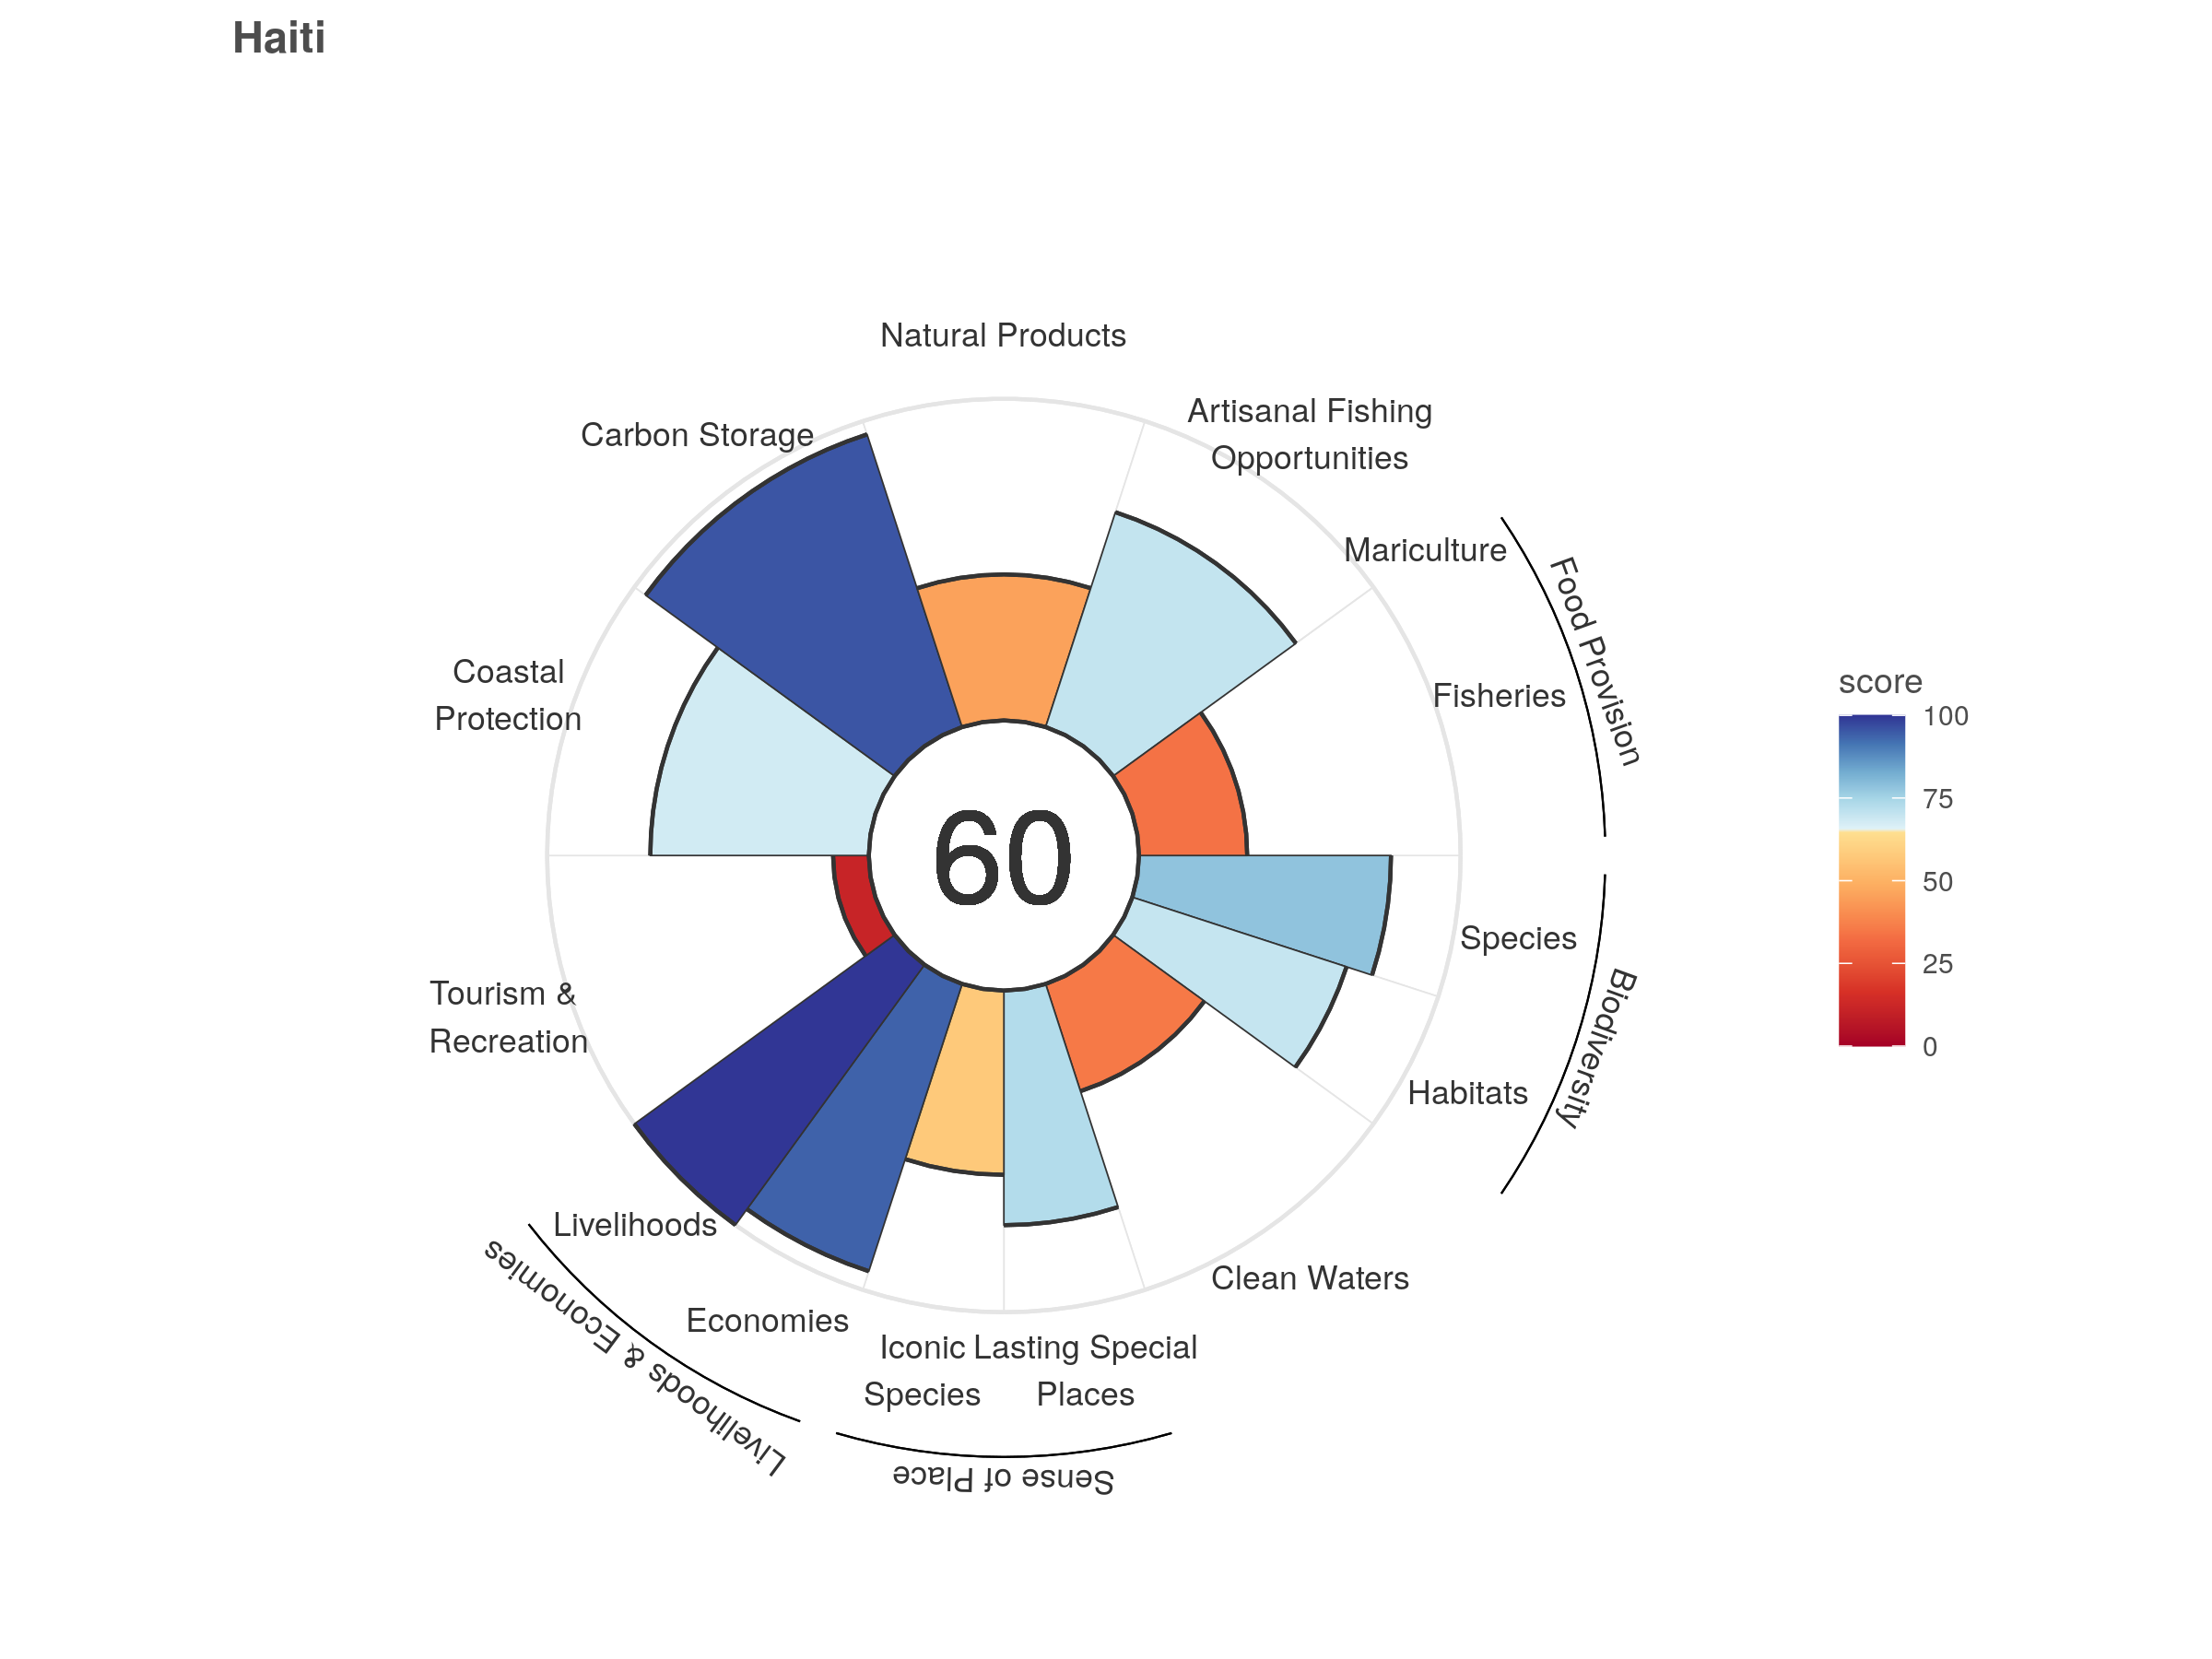 Haiti
Natural Products
Artisanal Fishing
Opportunities
Carbon Storage
Mariculture
Food Provision
Coastal
Protection
Fisheries
score
100
75
50
25
0
60
Species
Biodiversity
Tourism &
Recreation
Habitats
Livelihoods
Clean Waters
Economies
Livelihoods & Economies
Iconic
Species
Lasting Special
Places
Sense of Place